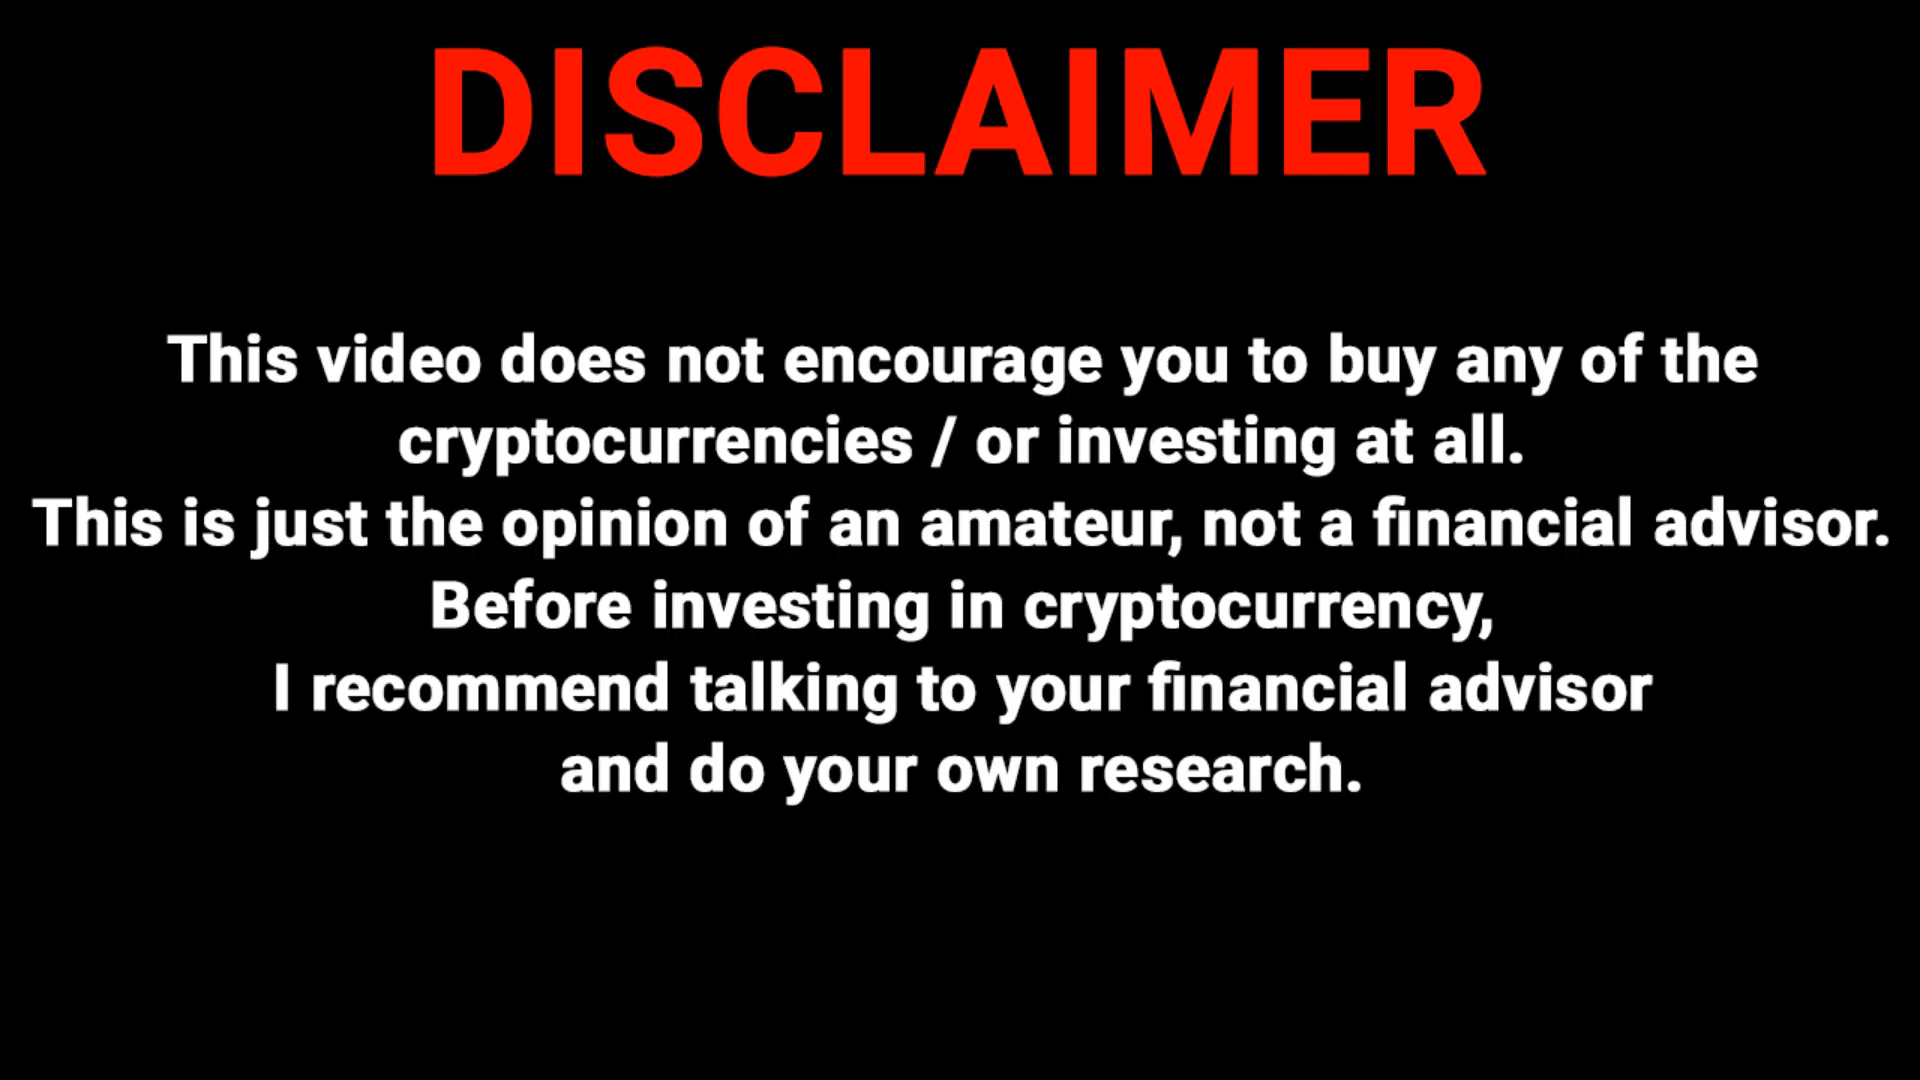 DISCLAIMER
This video does not encourage you to buy any of the
cryptocurrencies / or investing at all.
This is just the opinion of an amateur, not a financial advisor.
Before investing in cryptocurrency,
I recommend talking to your financial advisor
and do your own research.